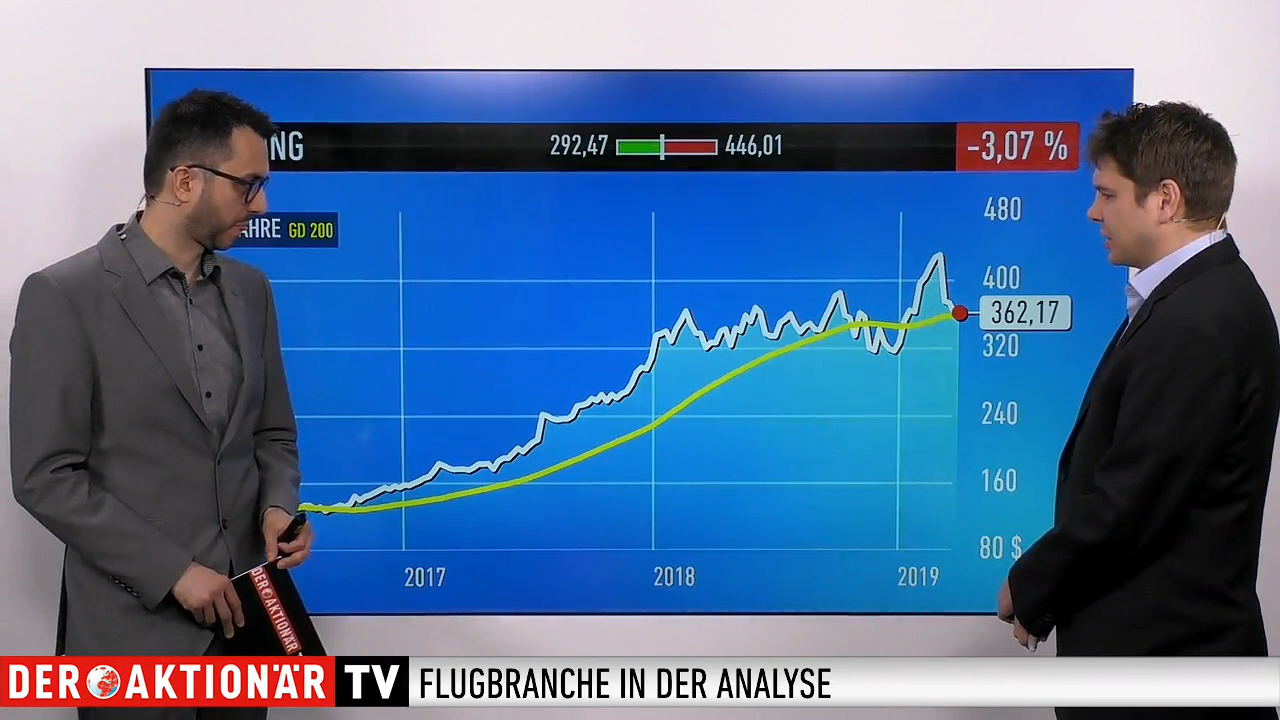 NG 292,47 446,01 -3,07 %
AHRE GD 200
480
400
362,17
320
240
160
80 $
2017 2018 2019
DER AKTIONÄR
DER AKTIONÄR TV FLUGBRANCHE IN DER ANALYSE